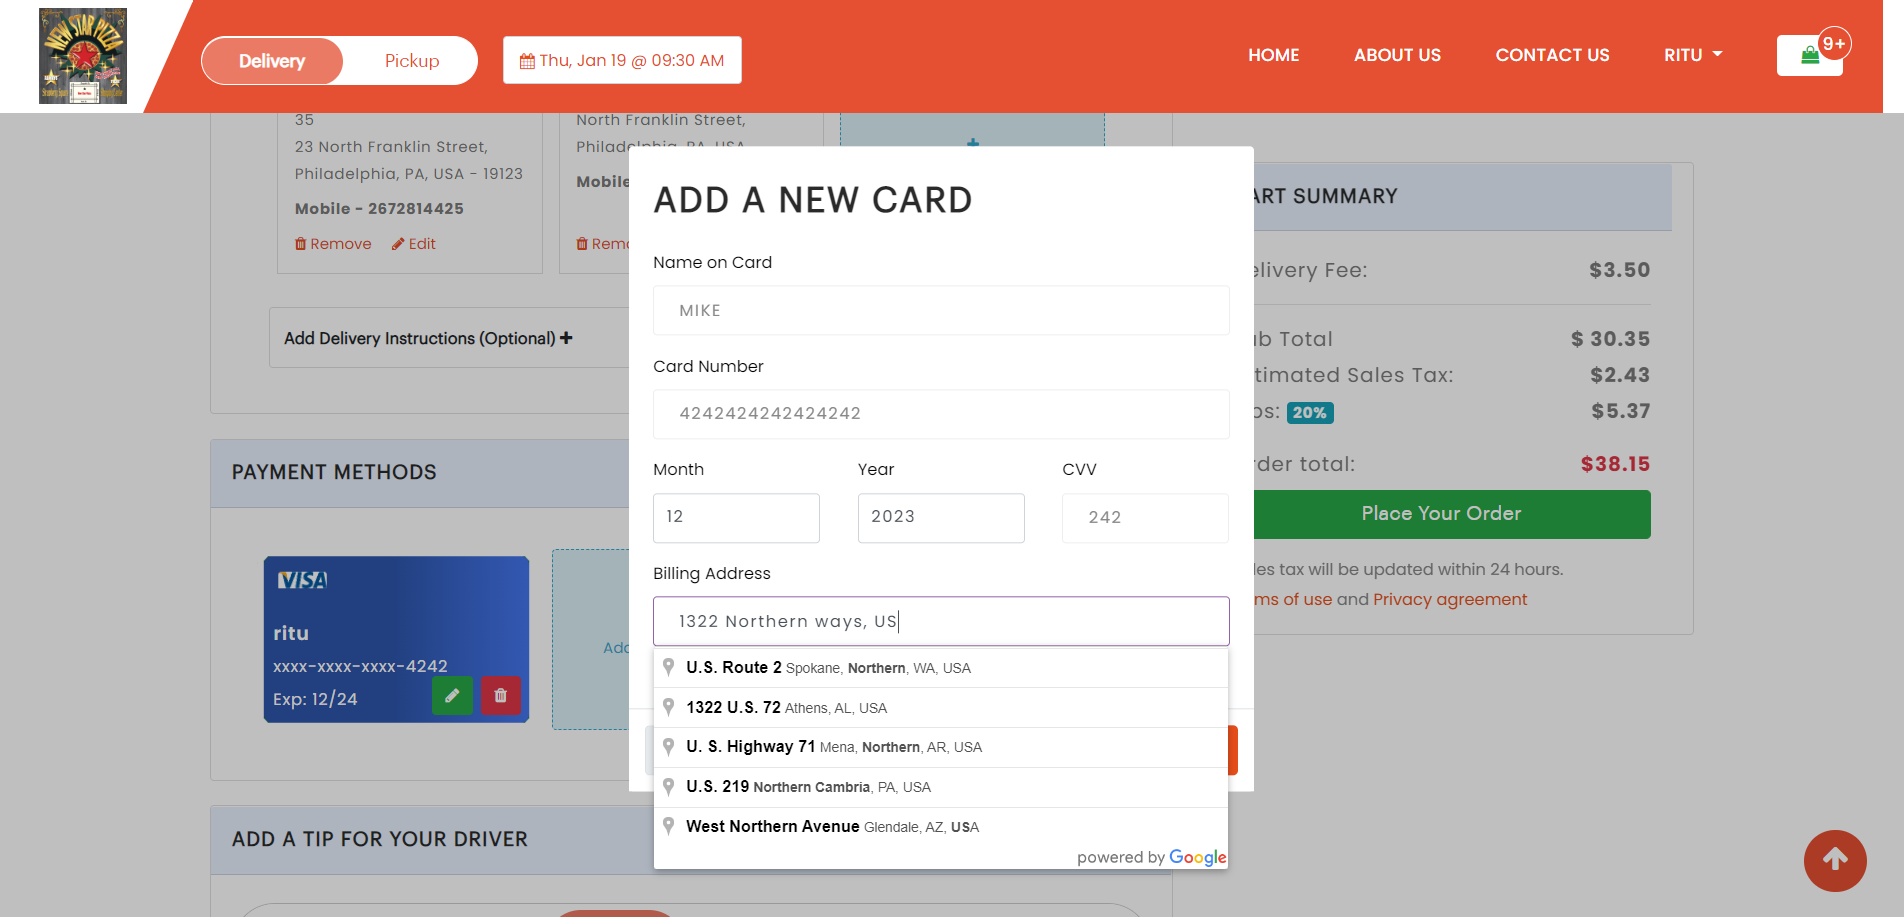 NEW STAR PIZZA
Delivery
Pickup
Thu, Jan 19 @ 09:30 AM
HOME
ABOUT US
CONTACT US
RITU
9+
35
23 North Franklin Street,
Philadelphia, PA, USA - 19123
Mobile - 2672814425
Remove
Edit
North Franklin Street,
Philadelphia, PA, USA
Mobile
Remo
Add Delivery Instructions (Optional)
PAYMENT METHODS
VISA
ritu
xxxx-xxxx-xxxx-4242
Exp: 12/24
Add
ADD A TIP FOR YOUR DRIVER
ADD A NEW CARD
Name on Card
MIKE
Card Number
4242424242424242
Month
Year
CVV
12
2023
242
Billing Address
1322 Northern ways, US
U.S. Route 2 Spokane, Northern, WA, USA
1322 U.S. 72 Athens, AL, USA
U. S. Highway 71 Mena, Northern, AR, USA
U.S. 219 Northern Cambria, PA, USA
West Northern Avenue Glendale, AZ, USA
powered by Google
ART SUMMARY
elivery Fee: $3.50
ub Total $ 30.35
timated Sales Tax: $2.43
ps: 20% $5.37
rder total: $38.15
Place Your Order
les tax will be updated within 24 hours.
ms of use and Privacy agreement